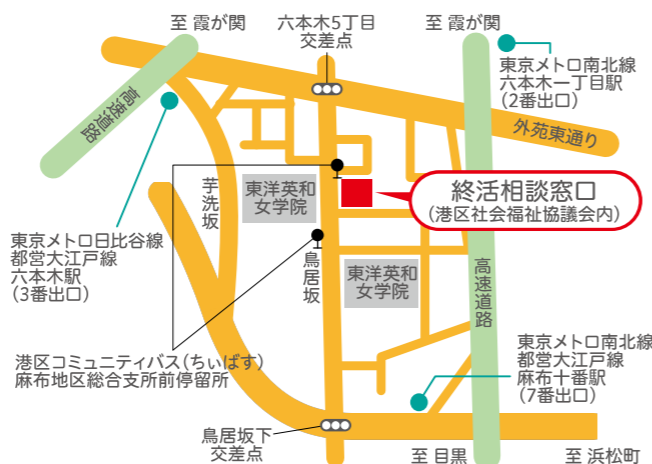 至 霞が関
六本木5丁目
交差点
至 霞が関
東京メトロ南北線
六本木一丁目駅
(2番出口)
高速道路
外苑東通り
芋洗坂
東洋英和
女学院
終活相談窓口
(港区社会福祉協議会内)
東京メトロ日比谷線
都営大江戸線
六本木駅
(3番出口)
鳥居坂
東洋英和
女学院
高速道路
港区コミュニティバス(ちぃばす)
麻布地区総合支所前停留所
東京メトロ南北線
都営大江戸線
麻布十番駅
(7番出口)
鳥居坂下
交差点
至 目黒
至 浜松町